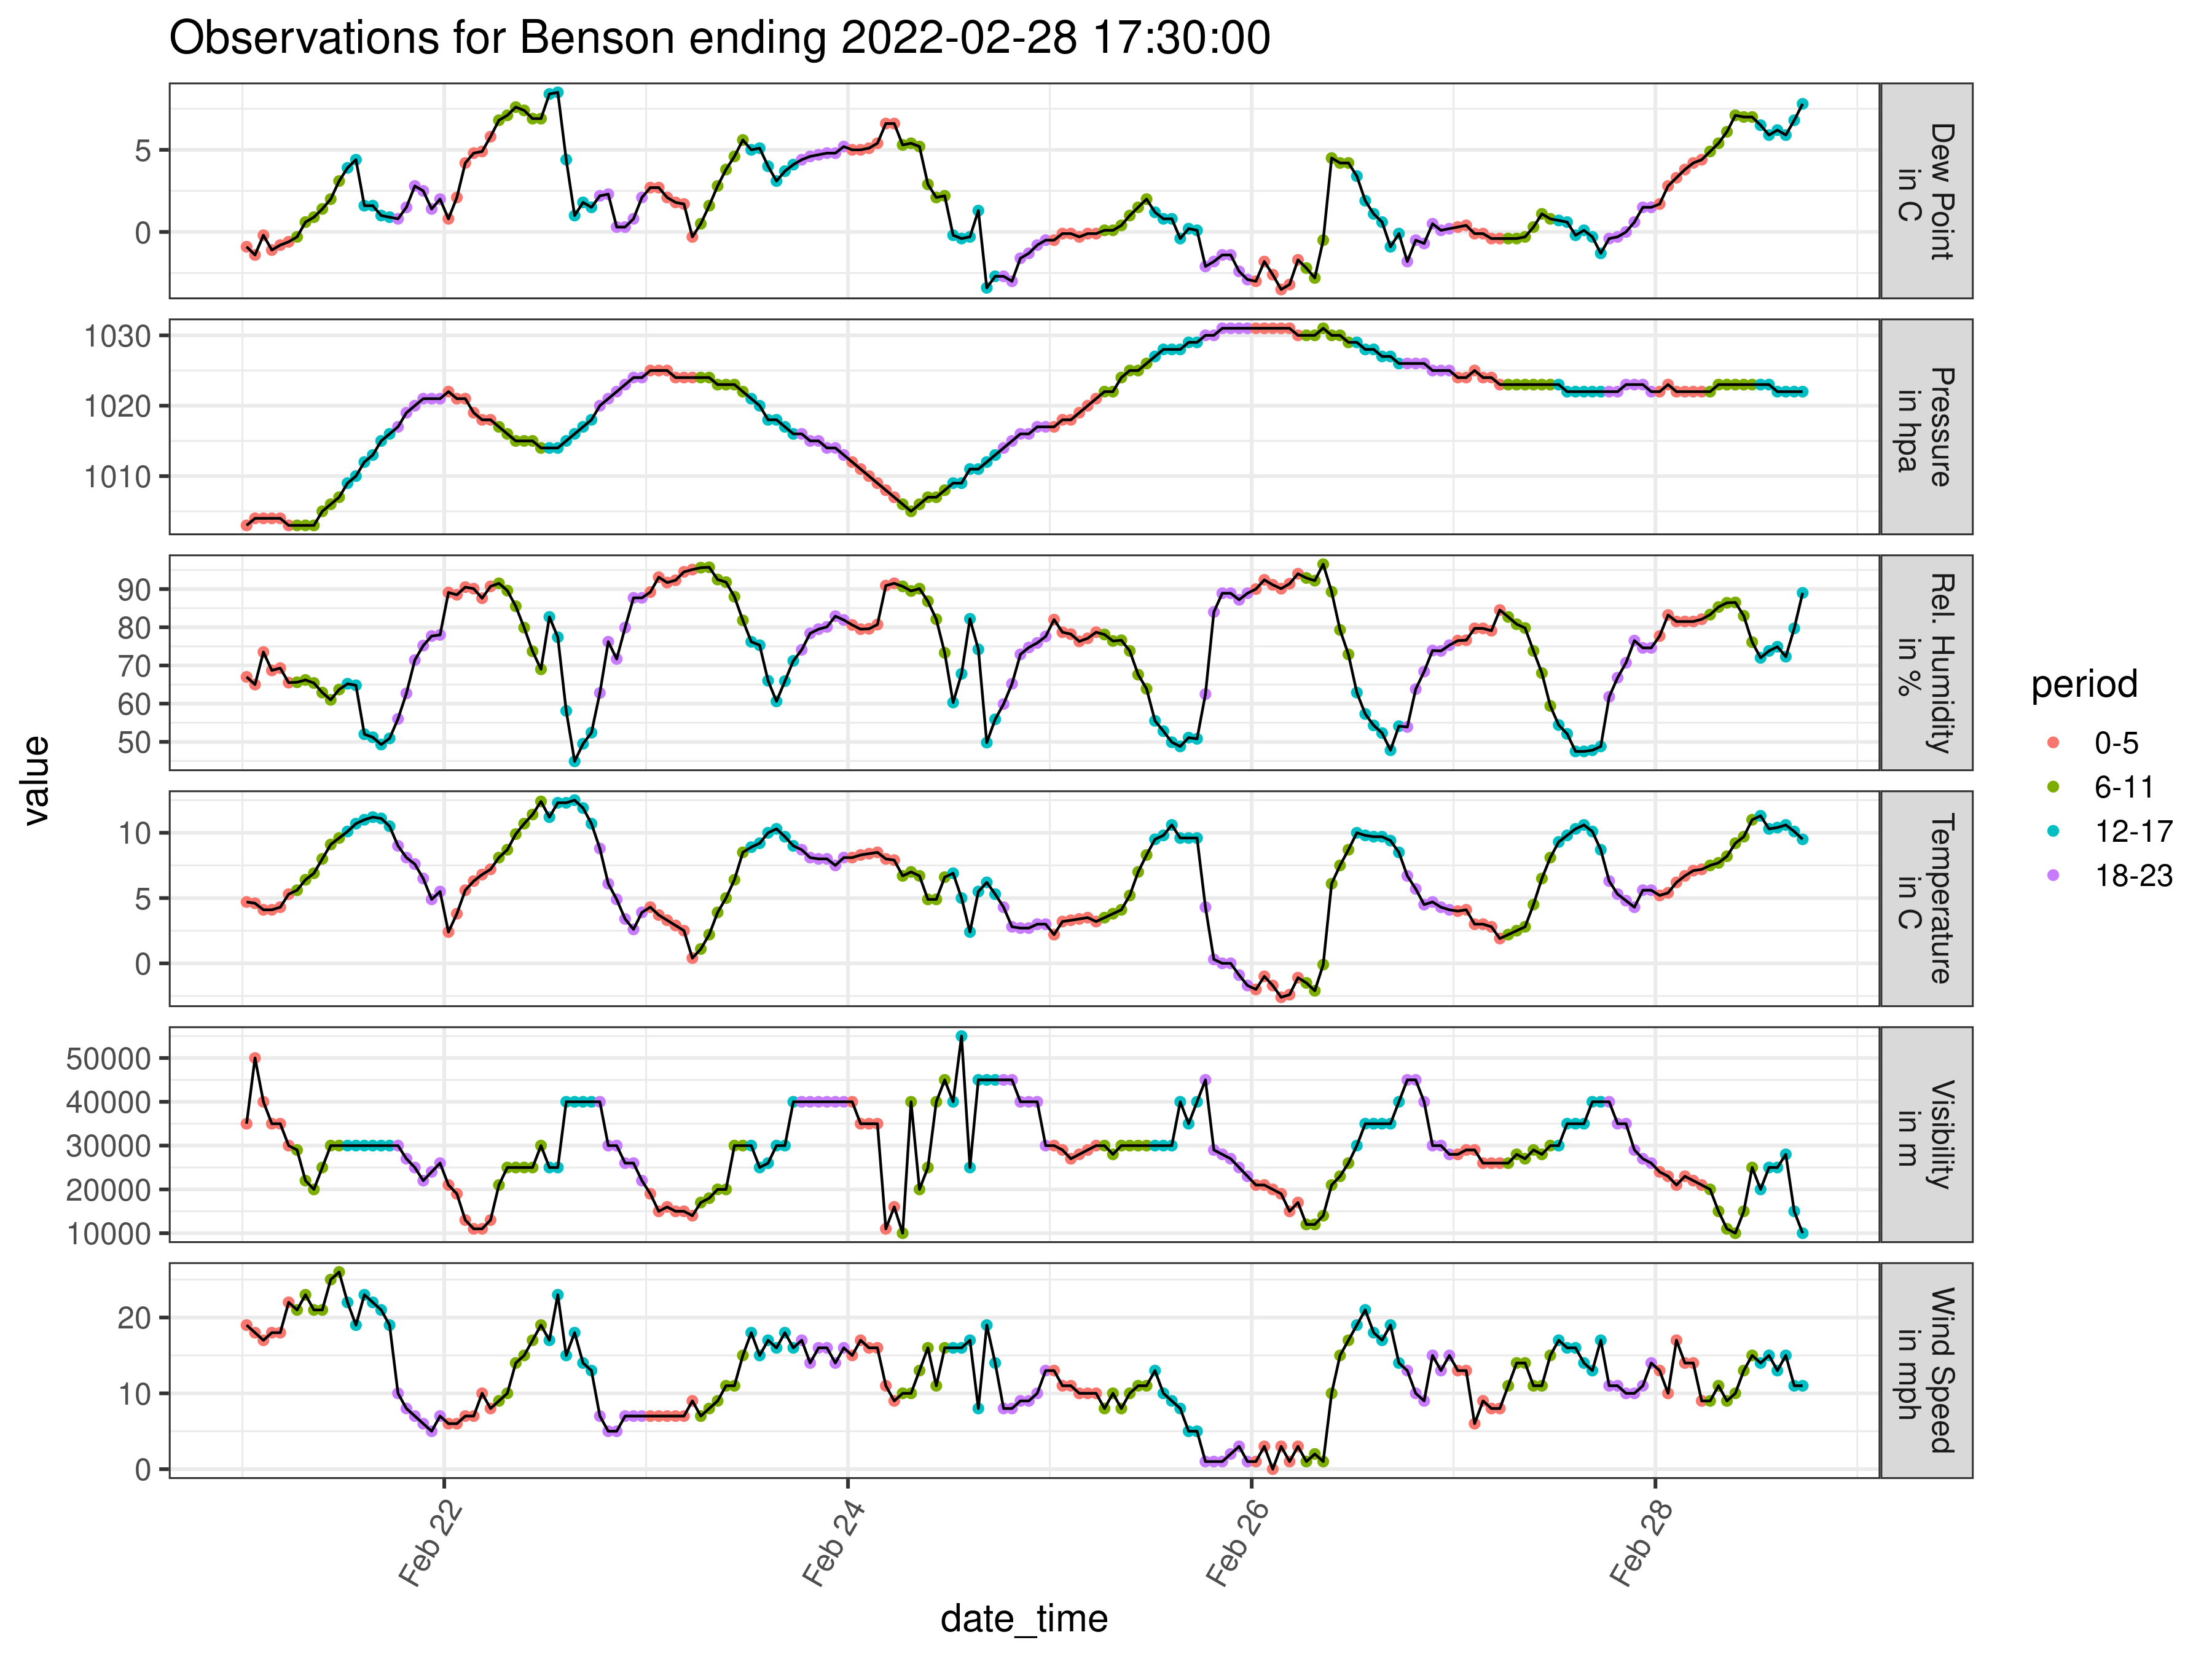 Observations for Benson ending 2022-02-28 17:30:00
value
5
0
Dew Point
in C
1030
1020
1010
Pressure
in hpa
90
80
70
60
50
Rel. Humidity
in %
10
5
0
Temperature
in C
50000
40000
30000
20000
10000
Visibility
in m
20
10
0
Wind Speed
in mph
Feb 22
Feb 24
Feb 26
Feb 28
date_time
period
0-5
6-11
12-17
18-23